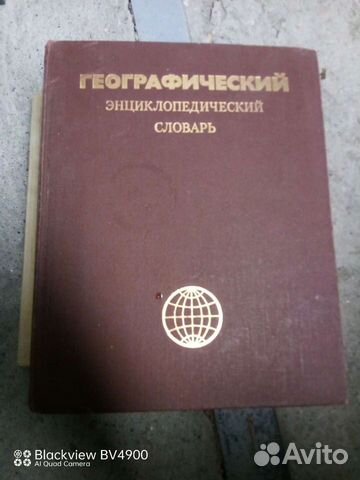 ГЕОГРАФИЧЕСКИЙ
ЭНЦИКЛОПЕДИЧЕСКИЙ
СЛОВАРЬ
Blackview BV4900
AI Quad Camera
Avito